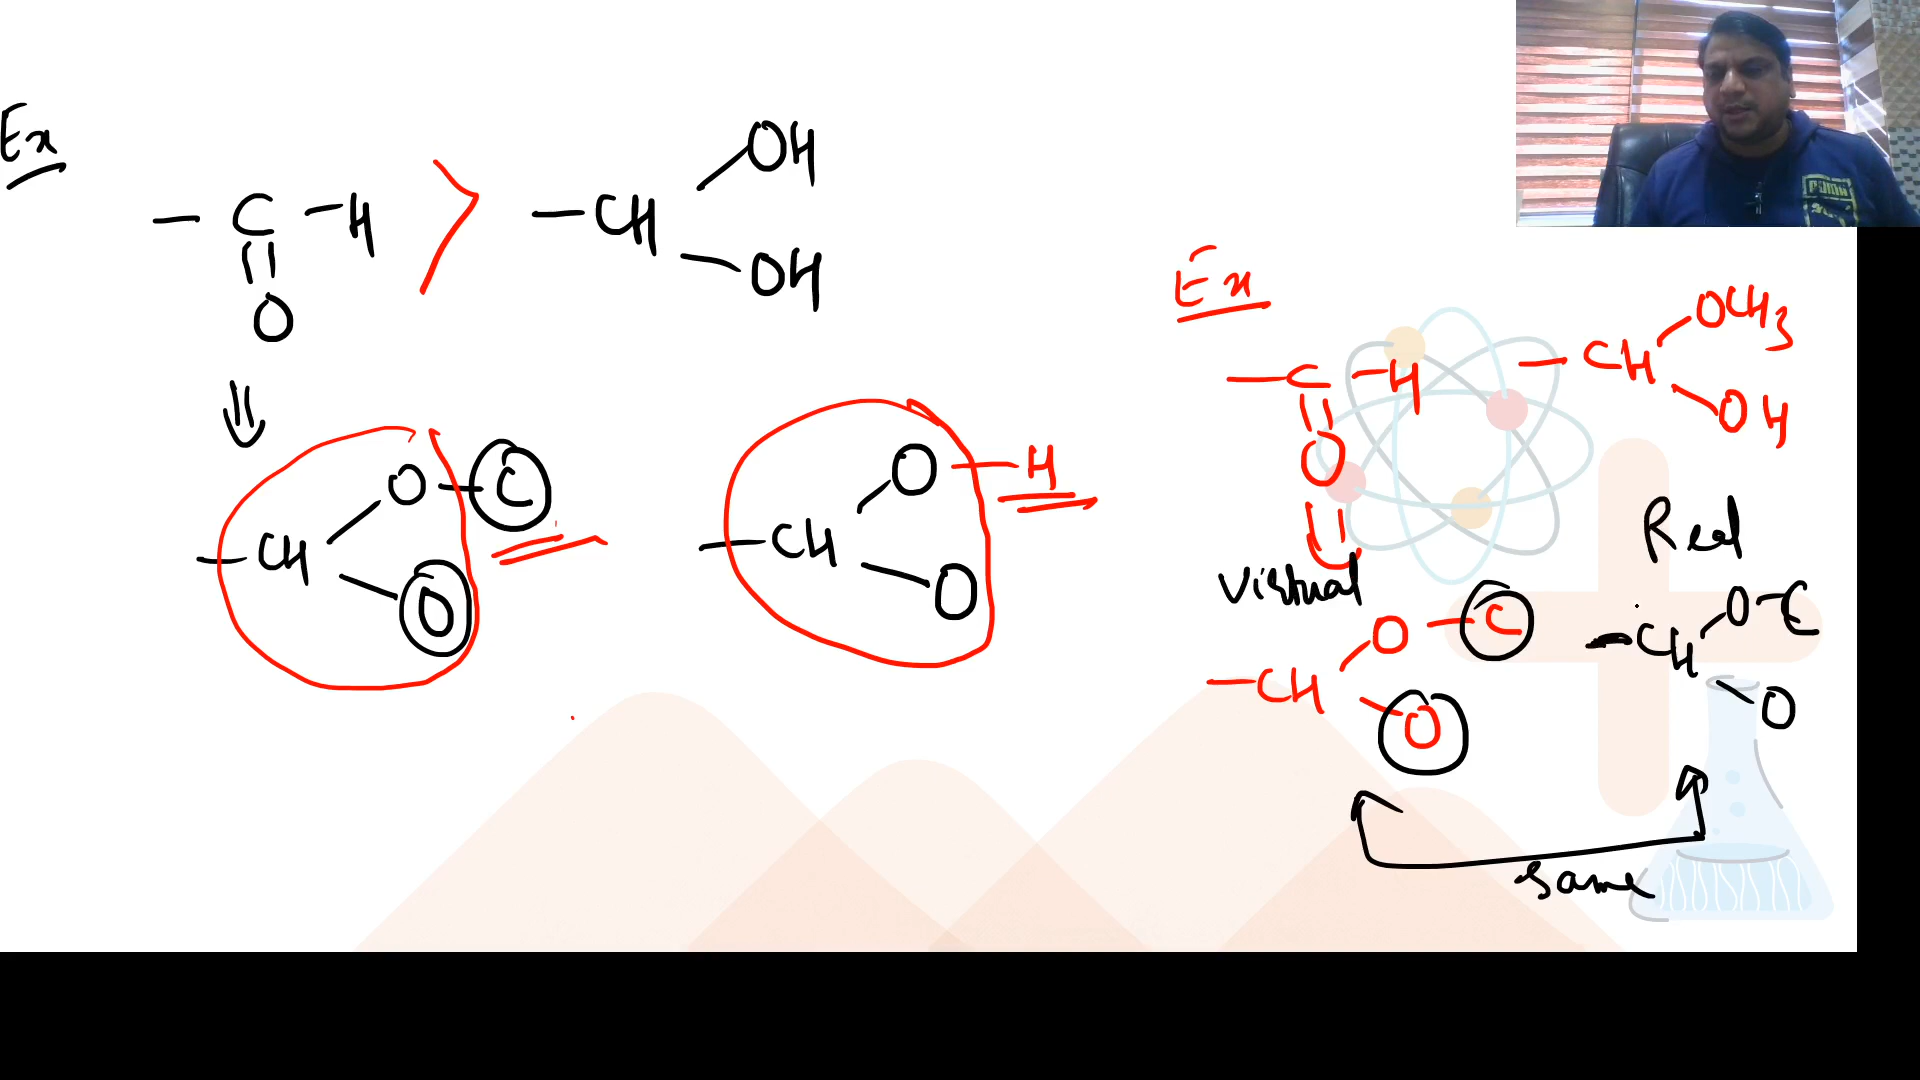 Ex
OH
- C - H > - CH
OH
O
O - C
- CH
O
O - H
- CH
O
Ex
OCH3
- C - H
- CH
OH
O
Virtual
Real
O - C
- CH
O
O - C
- CH
O
Same
PUMA